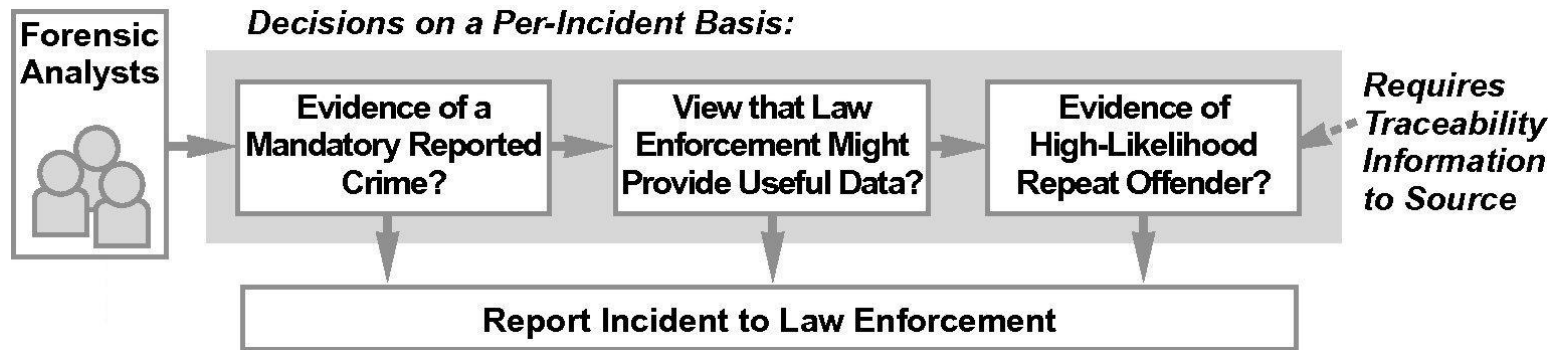 Forensic
Analysts
Decisions on a Per-Incident Basis:
Evidence of a
Mandatory Reported
Crime?
View that Law
Enforcement Might
Provide Useful Data?
Evidence of
High-Likelihood
Repeat Offender?
Requires
Traceability
Information
to Source
Report Incident to Law Enforcement